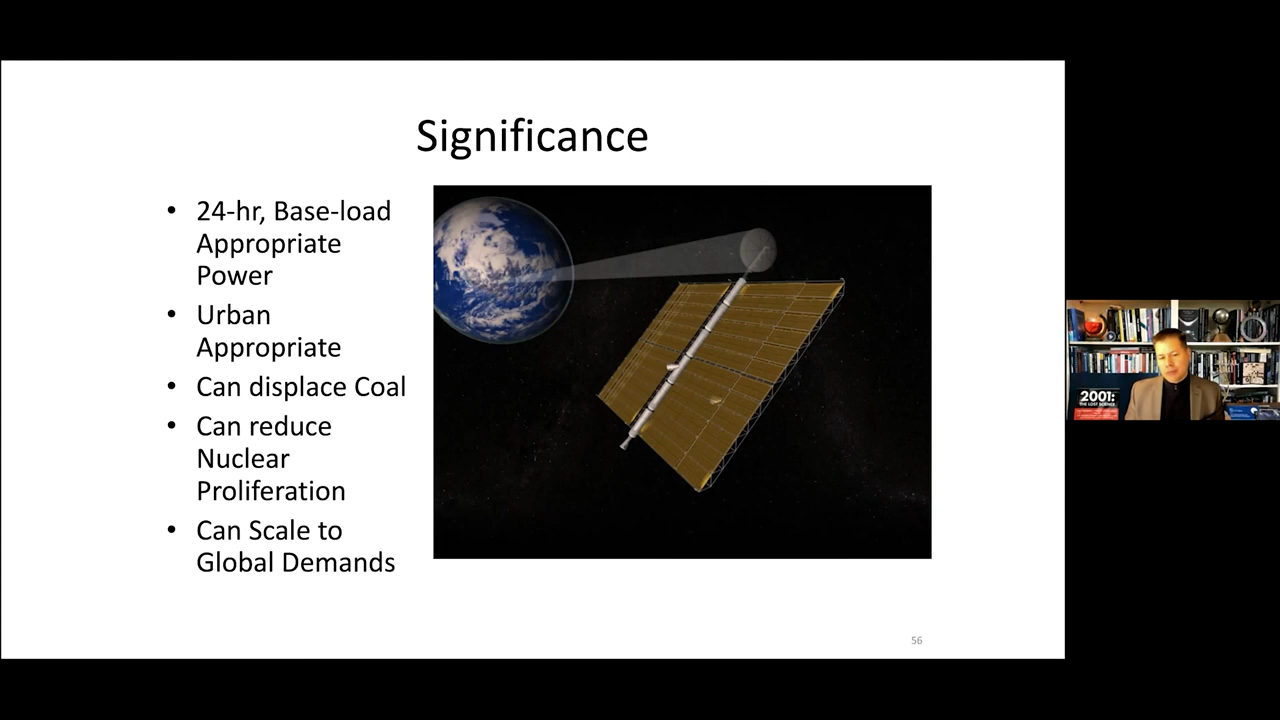 Significance
• 24-hr, Base-load
Appropriate
Power
• Urban
Appropriate
• Can displace Coal
• Can reduce
Nuclear
Proliferation
• Can Scale to
Global Demands
56
2001:
THE LOST SCIENCE